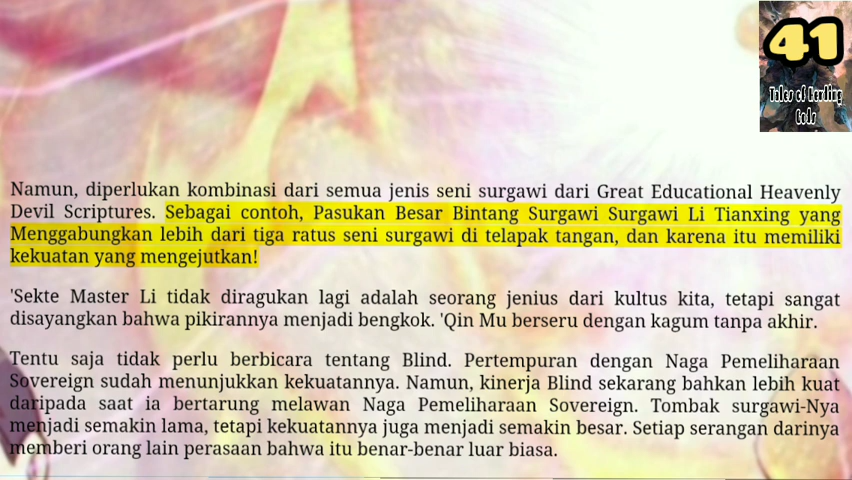 41
Tales of Herding
Gods
Namun, diperlukan kombinasi dari semua jenis seni surgawi dari Great Educational Heavenly
Devil Scriptures. Sebagai contoh, Pasukan Besar Bintang Surgawi Surgawi Li Tianxing yang
Menggabungkan lebih dari tiga ratus seni surgawi di telapak tangan, dan karena itu memiliki
kekuatan yang mengejutkan!
'Sekte Master Li tidak diragukan lagi adalah seorang jenius dari kultus kita, tetapi sangat
disayangkan bahwa pikirannya menjadi bengkok. 'Qin Mu berseru dengan kagum tanpa akhir.
Tentu saja tidak perlu berbicara tentang Blind. Pertempuran dengan Naga Pemeliharaan
Sovereign sudah menunjukkan kekuatannya. Namun, kinerja Blind sekarang bahkan lebih kuat
daripada saat ia bertarung melawan Naga Pemeliharaan Sovereign. Tombak surgawi-Nya
menjadi semakin lama, tetapi kekuatannya juga menjadi semakin besar. Setiap serangan darinya
memberi orang lain perasaan bahwa itu benar-benar luar biasa.